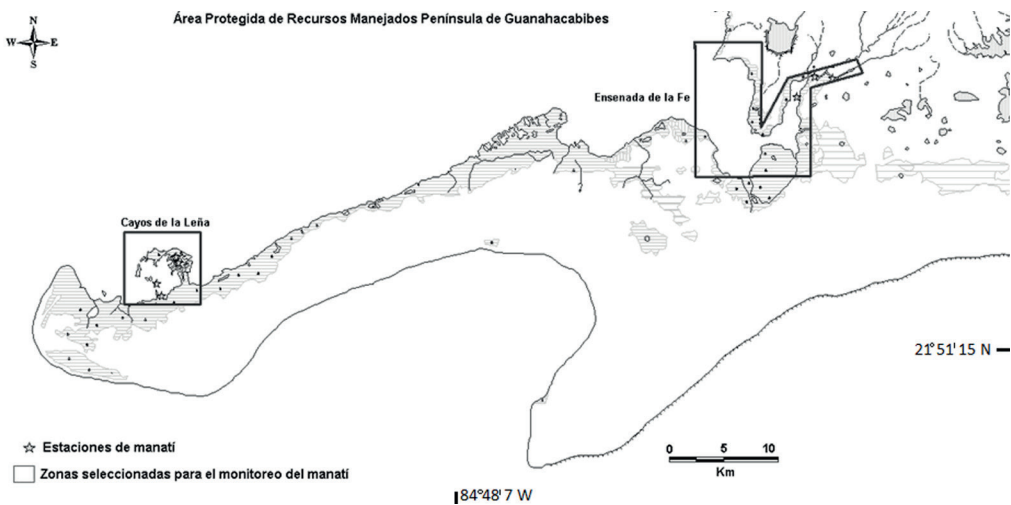 Área Protegida de Recursos Manejados Península de Guanahacabibes
N
W E
S
Ensenada de la Fe
Cayos de la Leña
21°51'15 N
Estaciones de manatí
0 5 10
Km
Zonas seleccionadas para el monitoreo del manatí
84°48'7 W